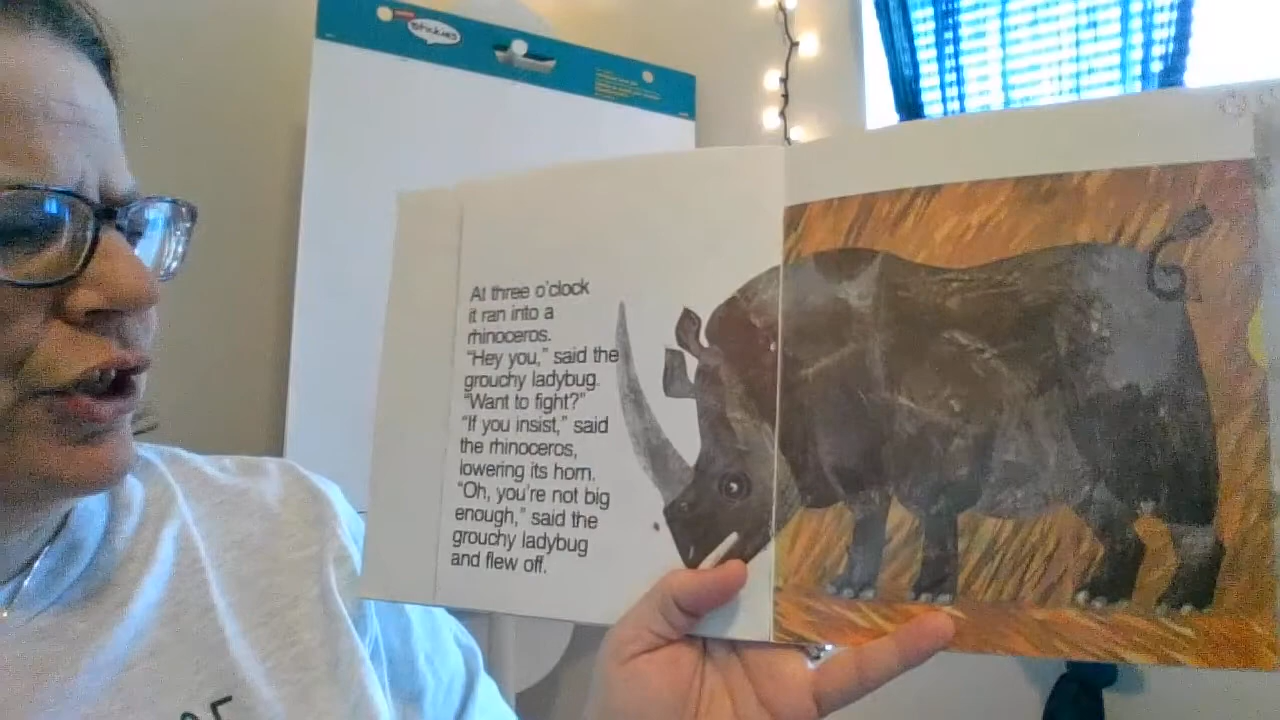 stickies
At three o'clock
it ran into a
rhinoceros.
"Hey you," said the
grouchy ladybug.
"Want to fight?"
"If you insist," said
the rhinoceros,
lowering its horn.
"Oh, you're not big
enough," said the
grouchy ladybug
and flew off.